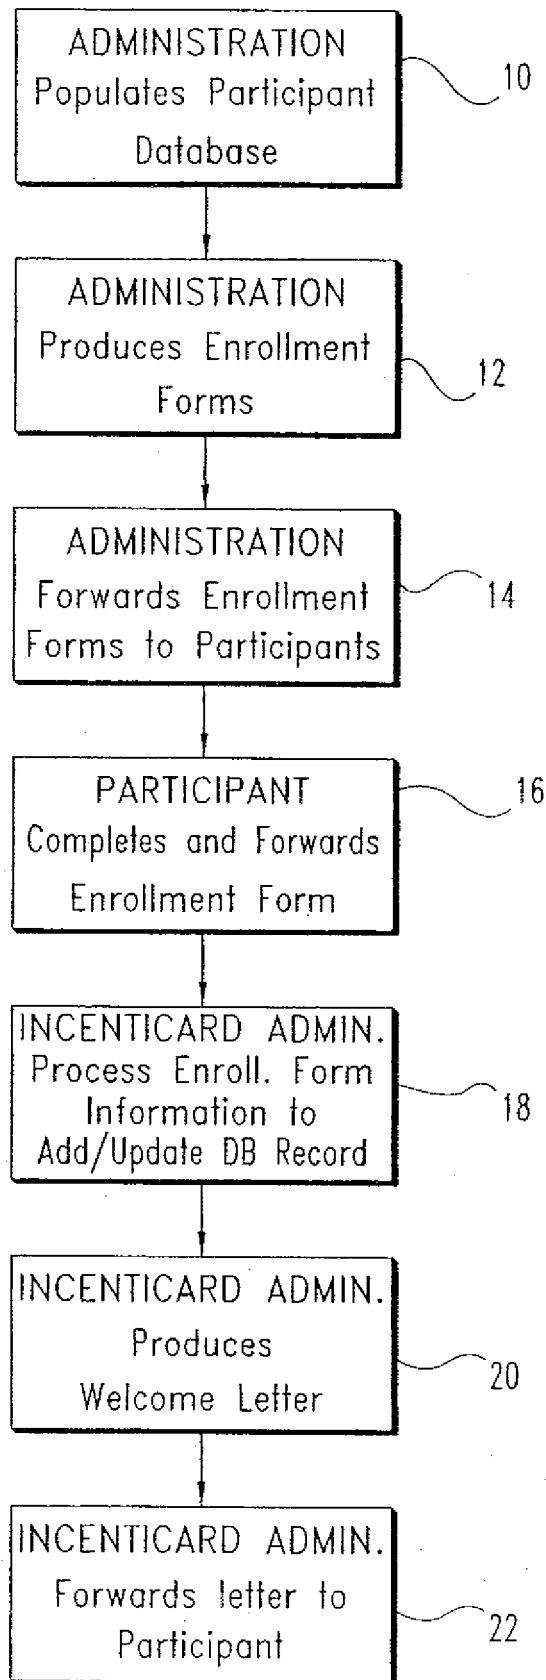 ADMINISTRATION
Populates Participant
Database
10
ADMINISTRATION
Produces Enrollment
Forms
12
ADMINISTRATION
Forwards Enrollment
Forms to Participants
14
PARTICIPANT
Completes and Forwards
Enrollment Form
16
INCENTICARD ADMIN.
Process Enroll. Form
Information to
Add/Update DB Record
18
INCENTICARD ADMIN.
Produces
Welcome Letter
20
INCENTICARD ADMIN.
Forwards letter to
Participant
22